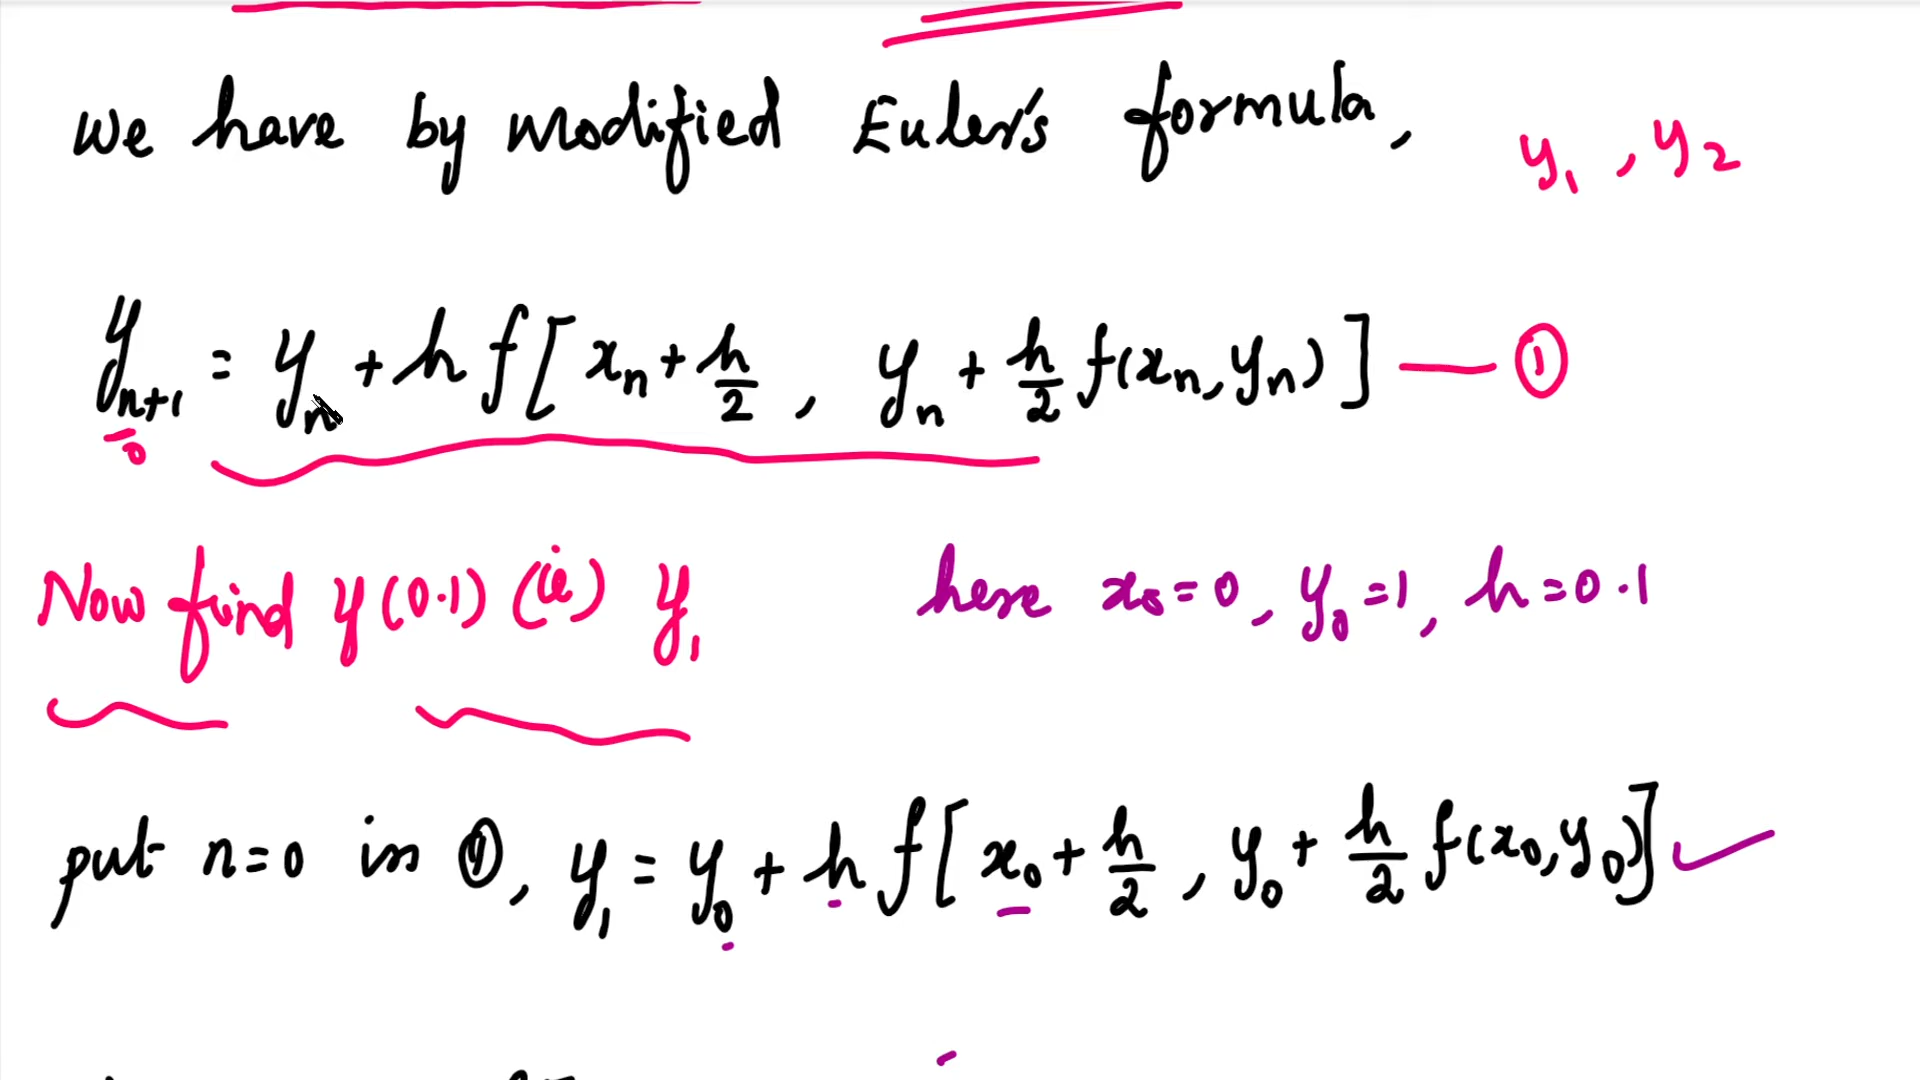 we have by modified Euler's formula, y₁, y₂
yₙ₊₁ = yₙ + h f[xₙ + h/2, yₙ + h/2 f(xₙ, yₙ)] — ①
0
Now find y(0.1) (ie) y₁ here x₀ = 0, y₀ = 1, h = 0.1
put n=0 in ①, y₁ = y₀ + h f[x₀ + h/2, y₀ + h/2 f(x₀, y₀)]